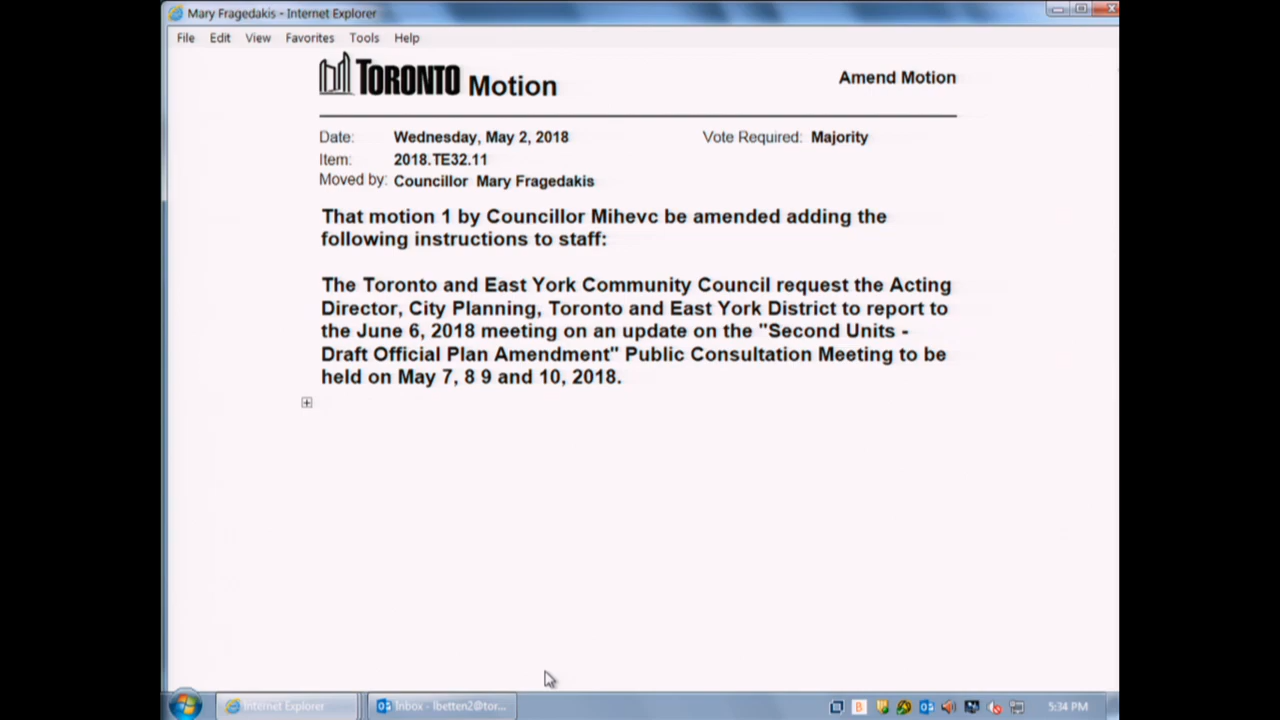 Mary Fragedakis - Internet Explorer
File Edit View Favorites Tools Help
TORONTO Motion
Amend Motion
Date: Wednesday, May 2, 2018
Vote Required: Majority
Item: 2018.TE32.11
Moved by: Councillor Mary Fragedakis
That motion 1 by Councillor Mihevc be amended adding the
following instructions to staff:
The Toronto and East York Community Council request the Acting
Director, City Planning, Toronto and East York District to report to
the June 6, 2018 meeting on an update on the "Second Units -
Draft Official Plan Amendment" Public Consultation Meeting to be
held on May 7, 8 9 and 10, 2018.
Internet Explorer
Inbox - lbetten2@tor...
5:34 PM